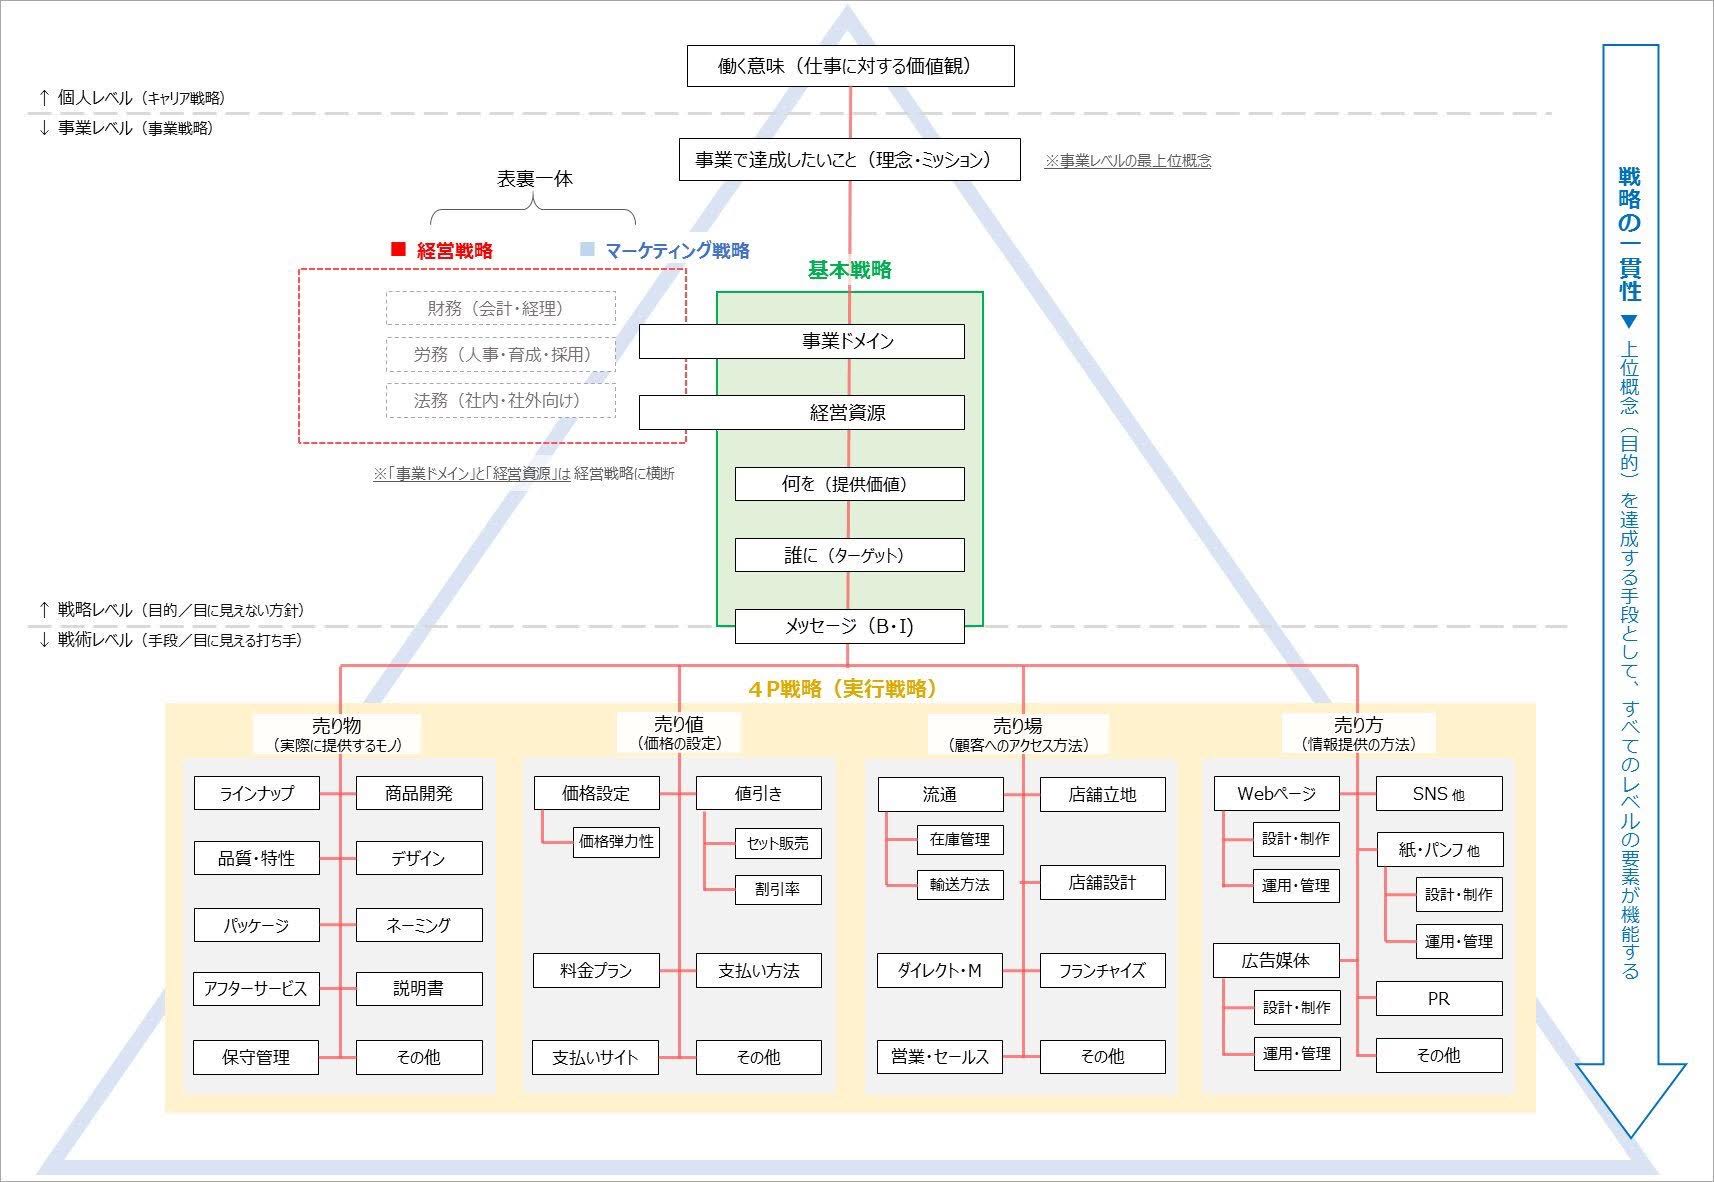 働く意味（仕事に対する価値観）
↑ 個人レベル（キャリア戦略）
↓ 事業レベル（事業戦略）
事業で達成したいこと（理念・ミッション）
※事業レベルの最上位概念
表裏一体
■ 経営戦略
■ マーケティング戦略
基本戦略
財務（会計・経理）
労務（人事・育成・採用）
法務（社内・社外向け）
※「事業ドメイン」と「経営資源」は 経営戦略に横断
事業ドメイン
経営資源
何を（提供価値）
誰に（ターゲット）
メッセージ（B・I)
↑ 戦略レベル（目的／目に見えない方針）
↓ 戦術レベル（手段／目に見える打ち手）
４P戦略（実行戦略）
売り物
（実際に提供するモノ）
ラインナップ
商品開発
品質・特性
デザイン
パッケージ
ネーミング
アフターサービス
説明書
保守管理
その他
売り値
（価格の設定）
価格設定
値引き
価格弾力性
セット販売
割引率
料金プラン
支払い方法
支払いサイト
その他
売り場
（顧客へのアクセス方法）
流通
店舗立地
在庫管理
輸送方法
店舗設計
ダイレクト・M
フランチャイズ
営業・セールス
その他
売り方
（情報提供の方法）
Webページ
SNS 他
設計・制作
運用・管理
紙・パンフ 他
設計・制作
運用・管理
広告媒体
設計・制作
運用・管理
PR
その他
戦略の一貫性 ▼ 上位概念（目的）を達成する手段として、すべてのレベルの要素が機能する